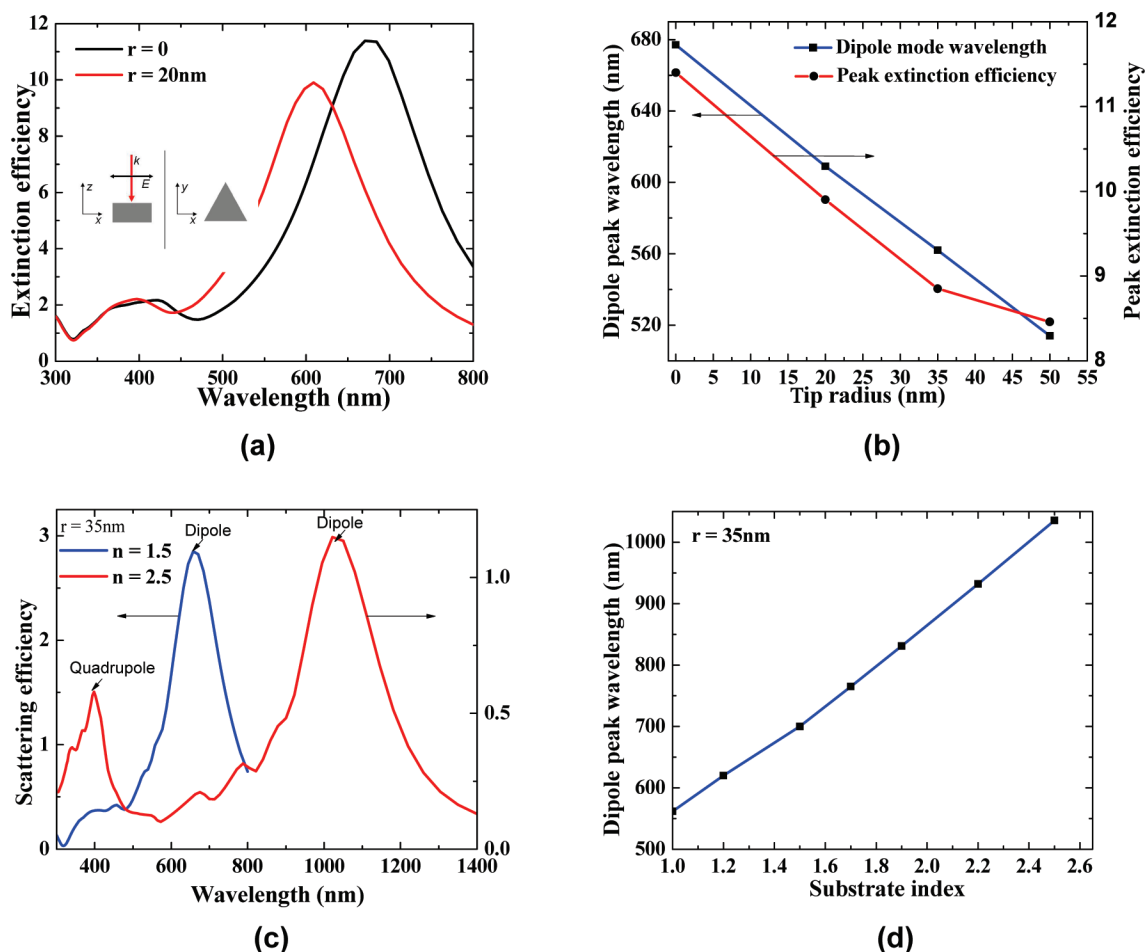 12
10
8
6
4
2
0
Extinction efficiency
r = 0
r = 20nm
z
x
k
E
y
x
300 400 500 600 700 800
Wavelength (nm)
(a)
680
640
600
560
520
Dipole peak wavelength (nm)
Dipole mode wavelength
Peak extinction efficiency
12
11
10
9
8
Peak extinction efficiency
0 5 10 15 20 25 30 35 40 45 50 55
Tip radius (nm)
(b)
3
2
1
0
Scattering efficiency
r = 35nm
n = 1.5
n = 2.5
Dipole
Dipole
Quadrupole
1.0
0.5
0.0
400 600 800 1000 1200 1400
Wavelength (nm)
(c)
1000
900
800
700
600
500
Dipole peak wavelength (nm)
r = 35nm
1.0 1.2 1.4 1.6 1.8 2.0 2.2 2.4 2.6
Substrate index
(d)